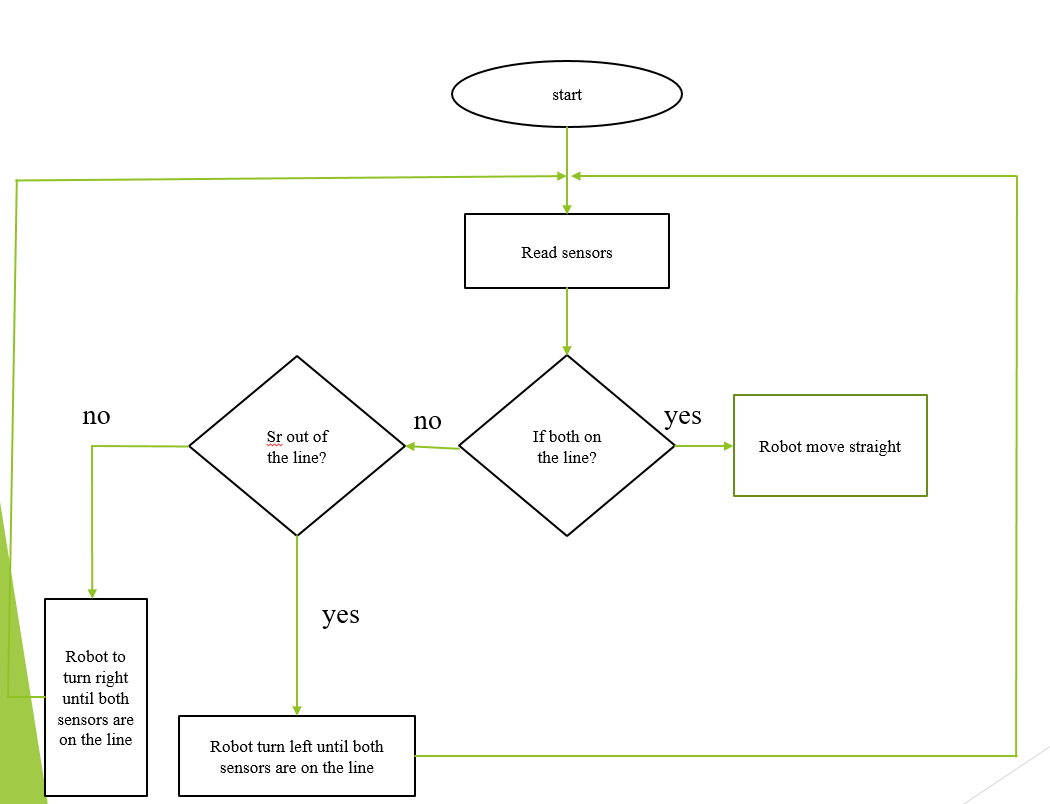 start
Read sensors
no
no
yes
Sr out of
the line?
If both on
the line?
Robot move straight
yes
Robot to
turn right
until both
sensors are
on the line
Robot turn left until both
sensors are on the line